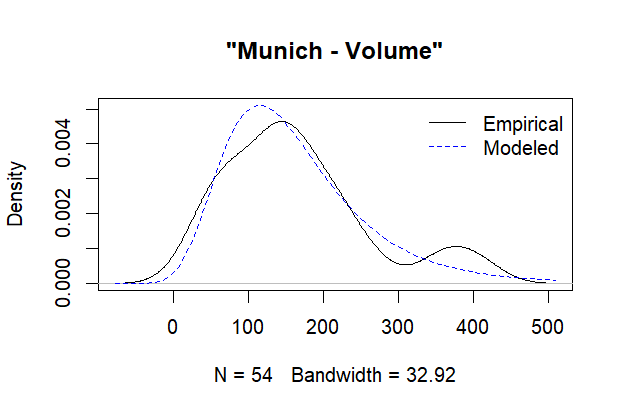 "Munich - Volume"
Empirical
Modeled
Density
0.000
0.002
0.004
0
100
200
300
400
500
N = 54 Bandwidth = 32.92